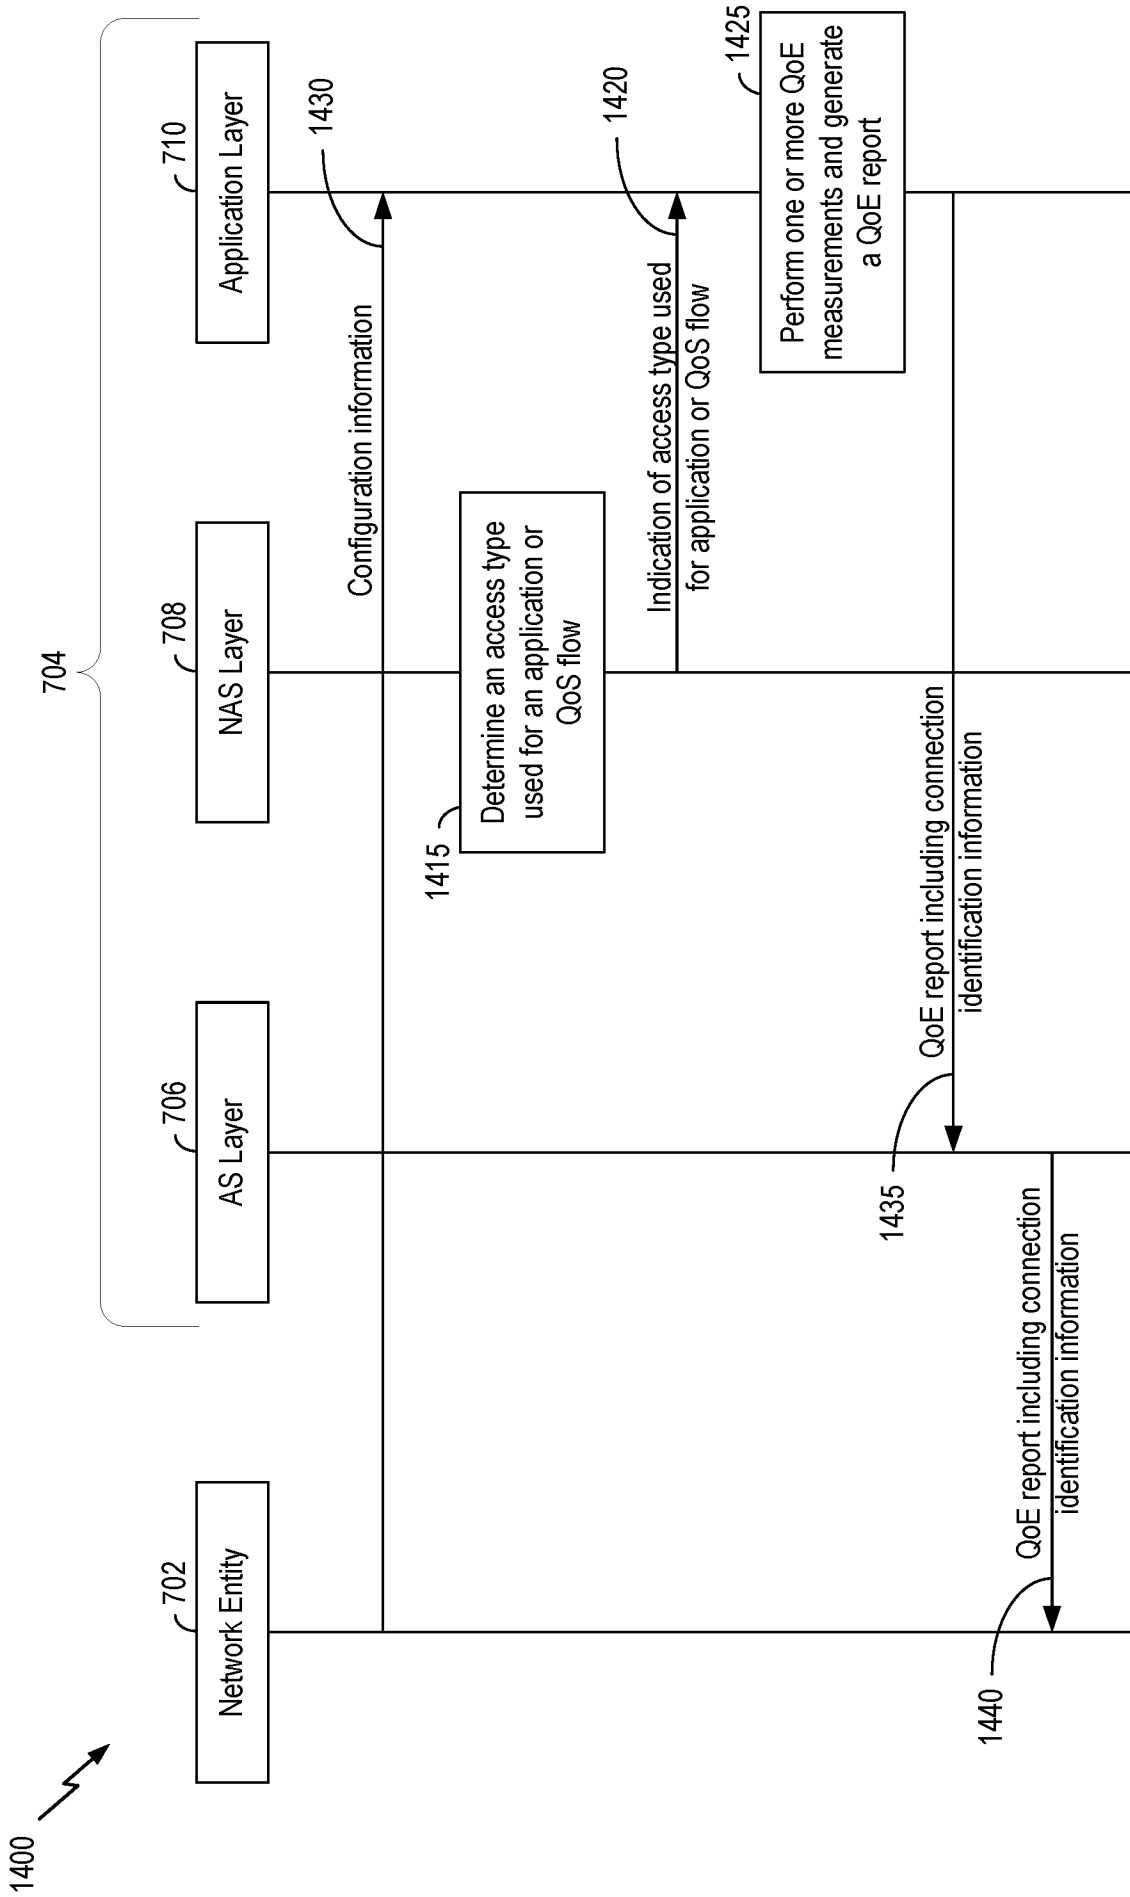 1400
704
702
Network Entity
706
AS Layer
708
NAS Layer
710
Application Layer
Configuration information
1430
1415
Determine an access type
used for an application or
QoS flow
Indication of access type used
for application or QoS flow
1420
1425
Perform one or more QoE
measurements and generate
a QoE report
1435
QoE report including connection
identification information
1440
QoE report including connection
identification information